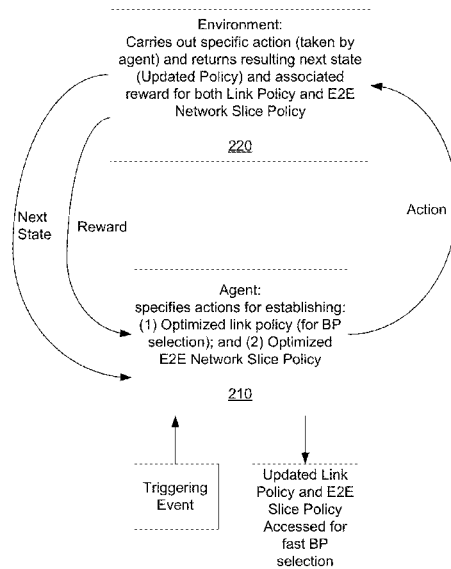 Environment:
Carries out specific action (taken by
agent) and returns resulting next state
(Updated Policy) and associated
reward for both Link Policy and E2E
Network Slice Policy
220
Next
State
Reward
Action
Agent:
specifies actions for establishing:
(1) Optimized link policy (for BP
selection); and (2) Optimized
E2E Network Slice Policy
210
Triggering
Event
Updated Link
Policy and E2E
Slice Policy
Accessed for
fast BP
selection